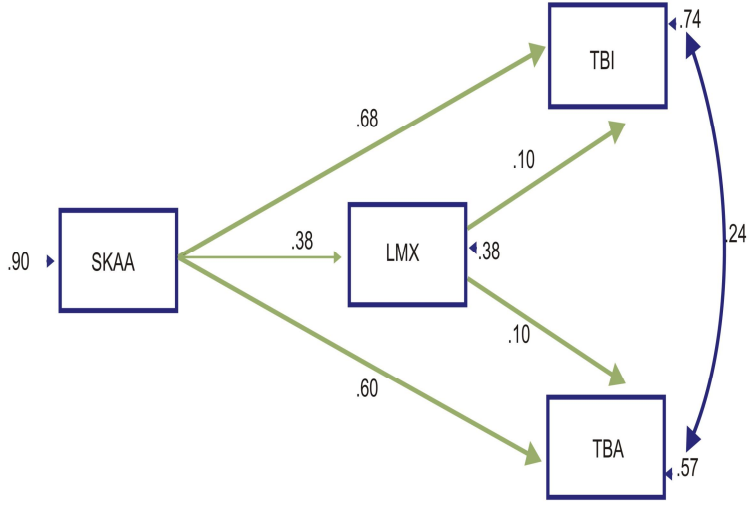 .74
TBI
.68
.10
.24
.90
SKAA
.38
LMX
.38
.10
.60
TBA
.57